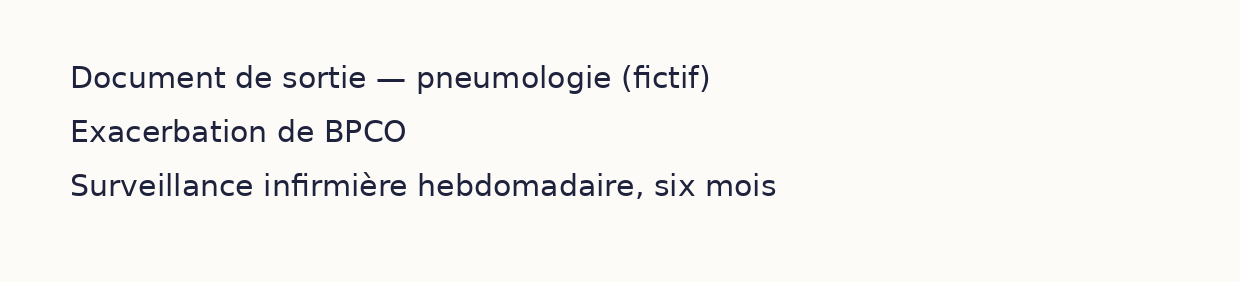 Document de sortie — pneumologie (fictif)
Exacerbation de BPCO
Surveillance infirmière hebdomadaire, six mois